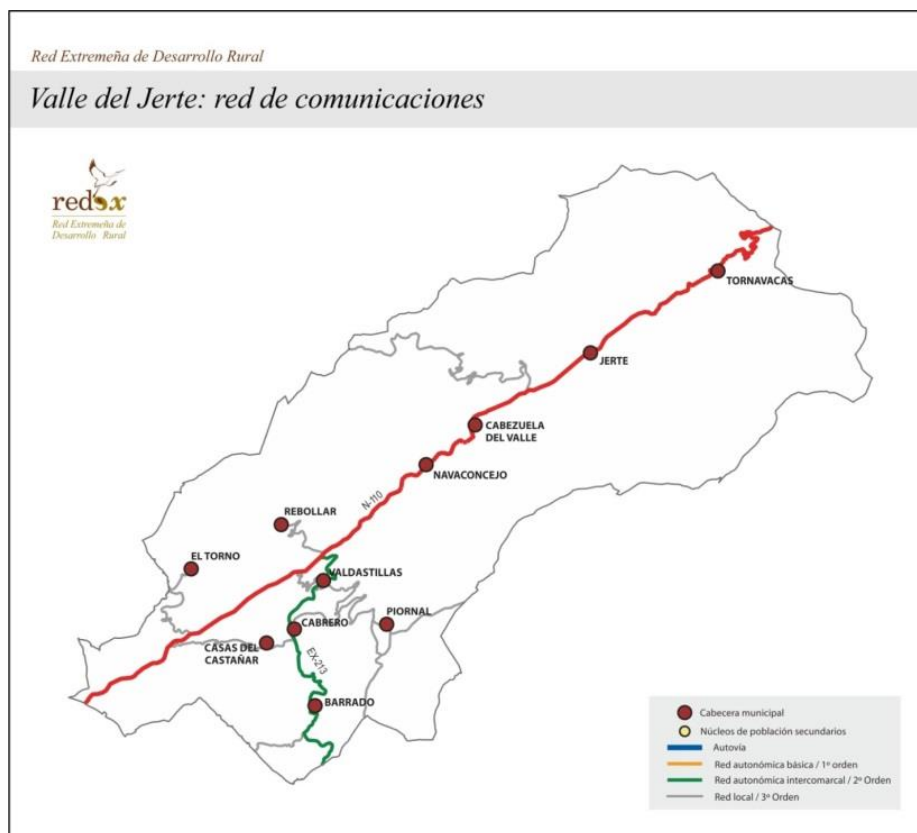 Red Extremeña de Desarrollo Rural
Valle del Jerte: red de comunicaciones
redex
Red Extremeña de
Desarrollo Rural
TORNAVACAS
JERTE
CABEZUELA
DEL VALLE
NAVACONCEJO
N-110
REBOLLAR
EL TORNO
VALDASTILLAS
PIORNAL
CABRERO
CASAS DEL
CASTAÑAR
EX-213
BARRADO
Cabecera municipal
Núcleos de población secundarios
Autovía
Red autonómica básica / 1º orden
Red autonómica intercomarcal / 2º Orden
Red local / 3º Orden